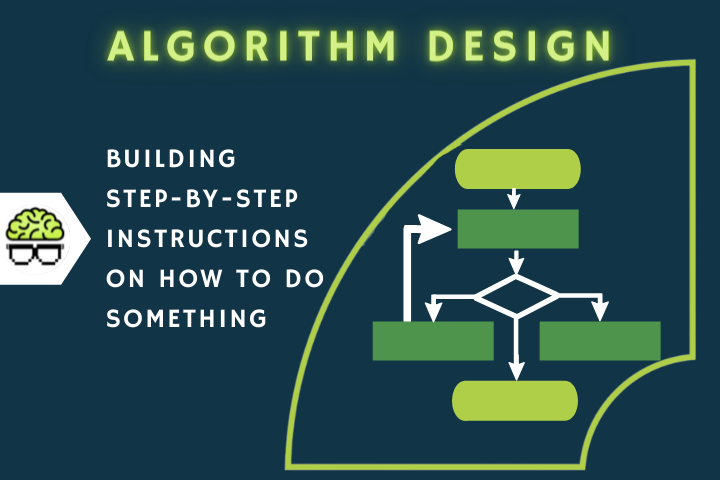 ALGORITHM DESIGN
BUILDING
STEP-BY-STEP
INSTRUCTIONS
ON HOW TO DO
SOMETHING